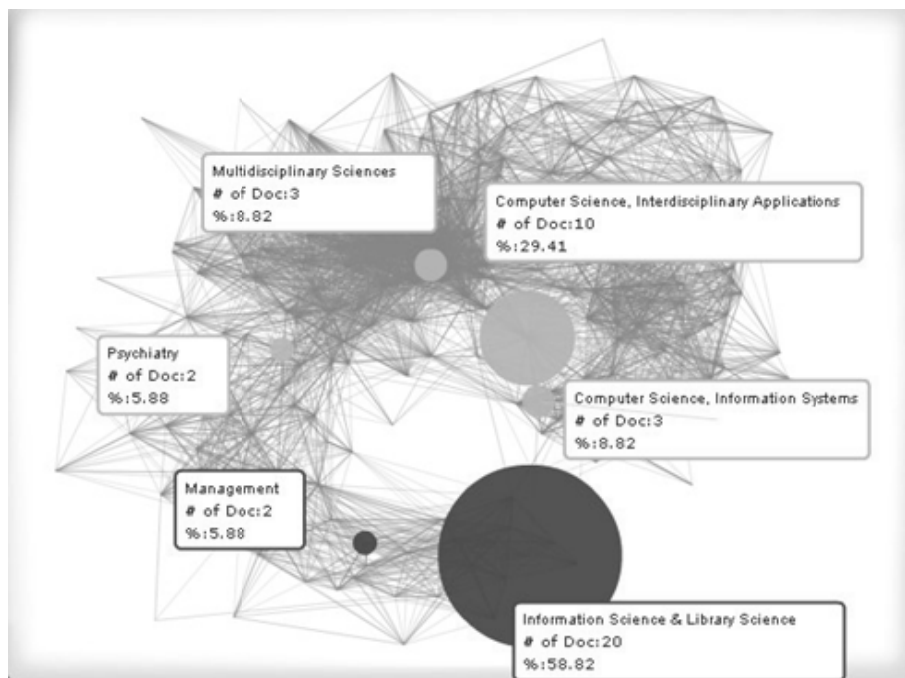 Multidisciplinary Sciences
# of Doc:3
%:8.82
Computer Science, Interdisciplinary Applications
# of Doc:10
%:29.41
Psychiatry
# of Doc:2
%:5.88
Computer Science, Information Systems
# of Doc:3
%:8.82
Management
# of Doc:2
%:5.88
Information Science & Library Science
# of Doc:20
%:58.82